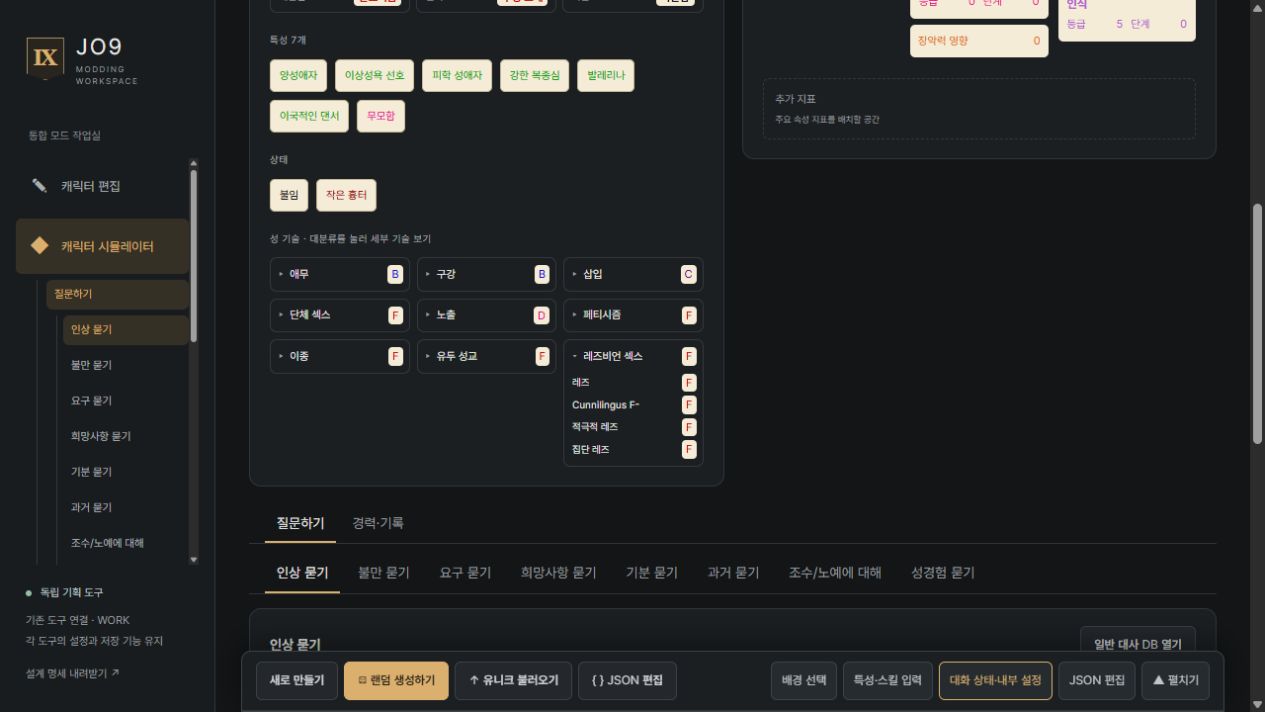 IX
JO9
MODDING
WORKSPACE
통합 모드 작업실
캐릭터 편집
캐릭터 시뮬레이터
질문하기
인상 묻기
불만 묻기
요구 묻기
희망사항 묻기
기분 묻기
과거 묻기
조수/노예에 대해
독립 기획 도구
기존 도구 연결 · WORK
각 도구의 설정과 저장 기능 유지
설계 명세 내려받기 ↗
특성 7개
양성애자
이상성욕 선호
피학 성애자
강한 복종심
발레리나
이국적인 댄서
무모함
상태
불임
작은 흉터
성 기술 · 대분류를 눌러 세부 기술 보기
애무 B
구강 B
삽입 C
단체 섹스 F
노출 D
페티시즘 F
이종 F
유두 성교 F
레즈비언 섹스 F
레즈 F
Cunnilingus F- F
적극적 레즈 F
집단 레즈 F
등급 0 단계 0
장악력 영향 0
인식
등급 5 단계 0
추가 지표
주요 속성 지표를 배치할 공간
질문하기 경력·기록
인상 묻기 불만 묻기 요구 묻기 희망사항 묻기 기분 묻기 과거 묻기 조수/노예에 대해 성경험 묻기
인상 묻기
일반 대사 DB 열기
새로 만들기
⚄ 랜덤 생성하기
↑ 유니크 불러오기
{ } JSON 편집
배경 선택
특성·스킬 입력
대화 상태·내부 설정
JSON 편집
▲ 펼치기